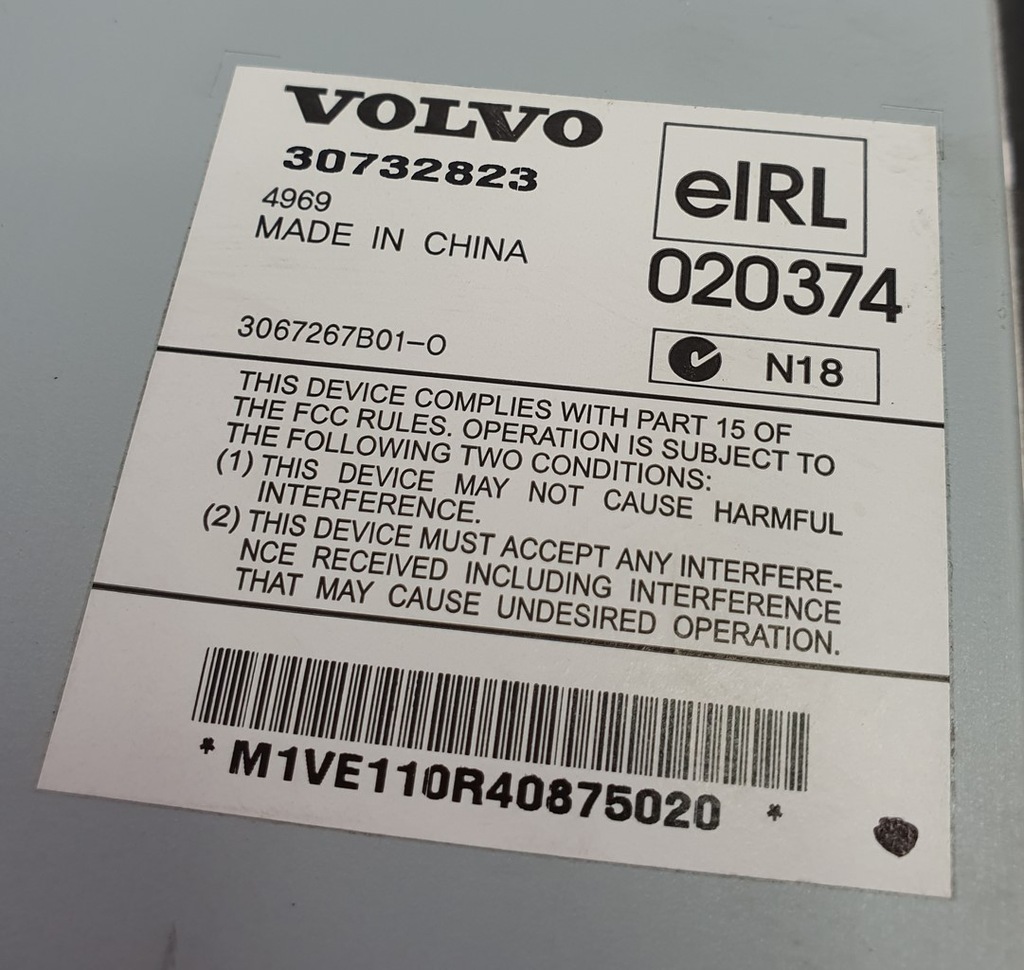 VOLVO
30732823
4969
MADE IN CHINA
3067267B01-O
eIRL
020374
N18
THIS DEVICE COMPLIES WITH PART 15 OF
THE FCC RULES. OPERATION IS SUBJECT TO
THE FOLLOWING TWO CONDITIONS:
(1) THIS DEVICE MAY NOT CAUSE HARMFUL
INTERFERENCE.
(2) THIS DEVICE MUST ACCEPT ANY INTERFERE-
NCE RECEIVED INCLUDING INTERFERENCE
THAT MAY CAUSE UNDESIRED OPERATION.
* M1VE110R40875020 *